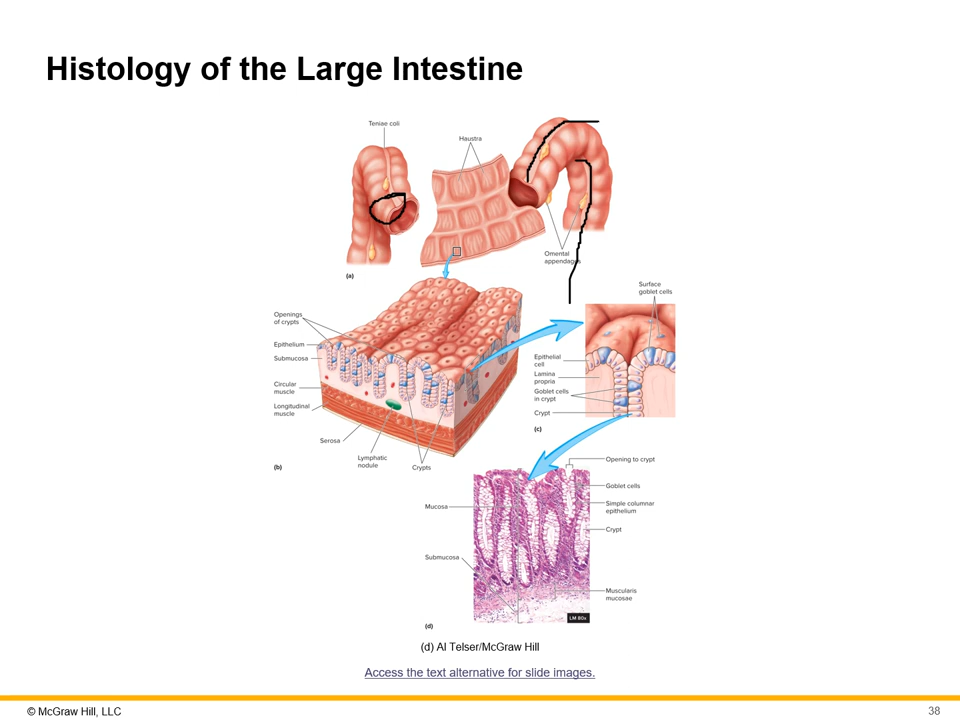 Histology of the Large Intestine
Teniae coli
Haustra
Omental
appendages
(a)
Surface
goblet cells
Openings
of crypts
Epithelium
Submucosa
Circular
muscle
Longitudinal
muscle
Serosa
Lymphatic
nodule
Crypts
(b)
Epithelial
cell
Lamina
propria
Goblet cells
in crypt
Crypt
(c)
Opening to crypt
Goblet cells
Simple columnar
epithelium
Crypt
Mucosa
Submucosa
Muscularis
mucosae
LM 80x
(d)
(d) Al Telser/McGraw Hill
Access the text alternative for slide images.
© McGraw Hill, LLC
38